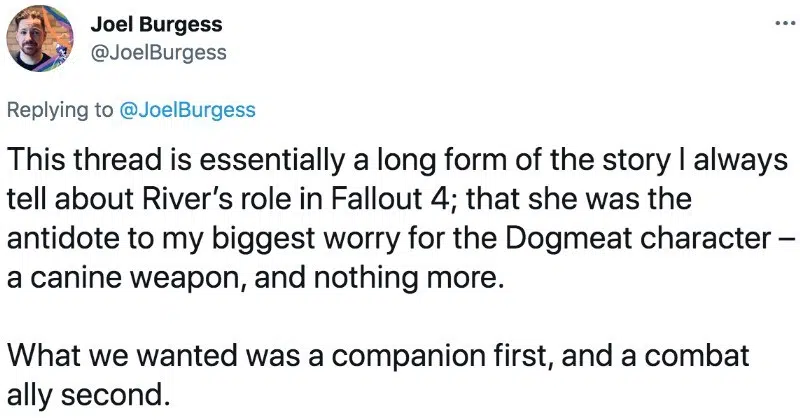 Joel Burgess
@JoelBurgess
Replying to @JoelBurgess
This thread is essentially a long form of the story I always
tell about River’s role in Fallout 4; that she was the
antidote to my biggest worry for the Dogmeat character –
a canine weapon, and nothing more.
What we wanted was a companion first, and a combat
ally second.